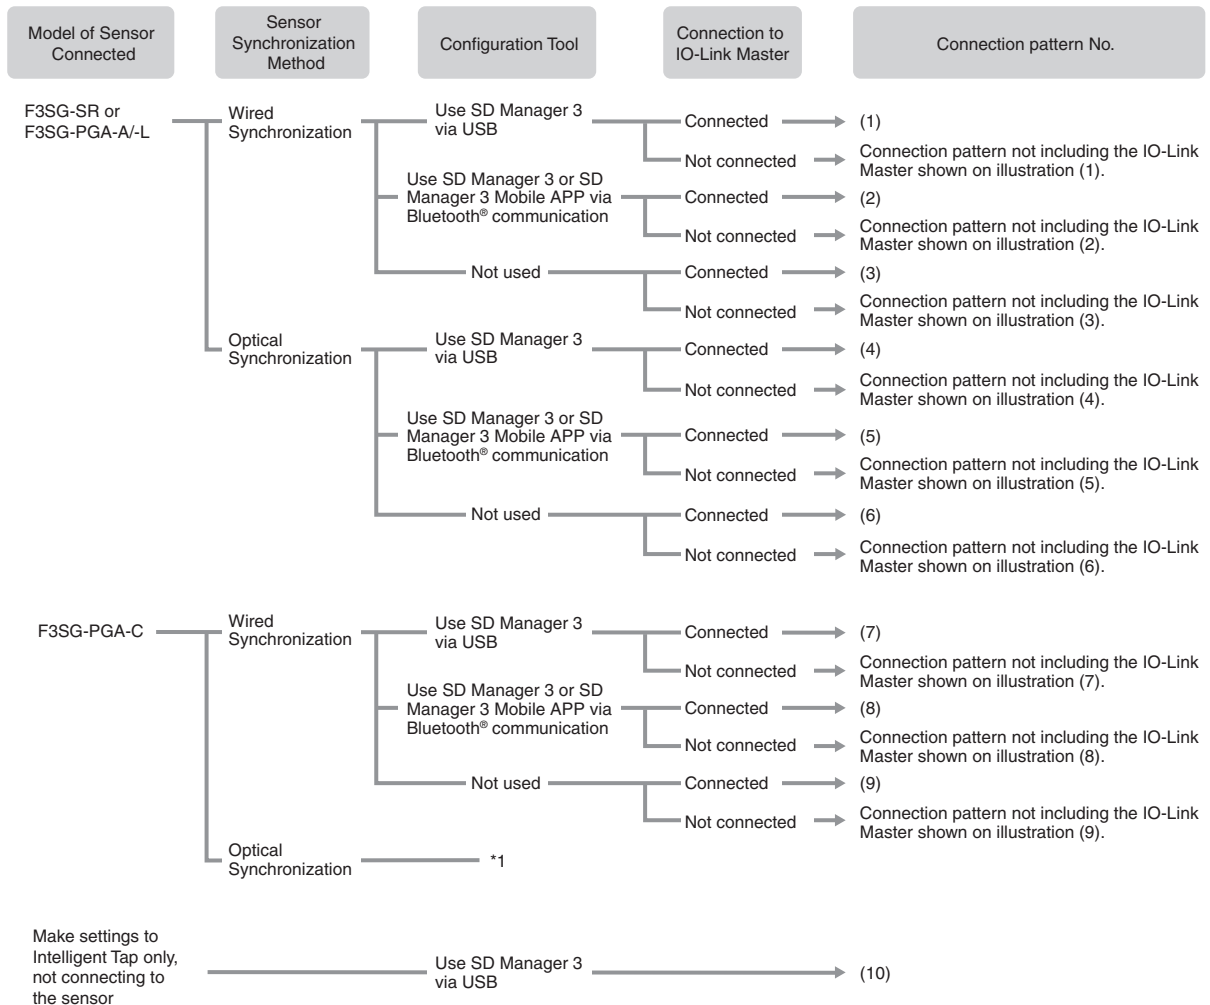 Model of Sensor
Connected
Sensor
Synchronization
Method
Configuration Tool
Connection to
IO-Link Master
Connection pattern No.
F3SG-SR or
F3SG-PGA-A/-L
Wired
Synchronization
Use SD Manager 3
via USB
Connected
(1)
Not connected
Connection pattern not including the IO-Link
Master shown on illustration (1).
Use SD Manager 3 or SD
Manager 3 Mobile APP via
Bluetooth® communication
Connected
(2)
Not connected
Connection pattern not including the IO-Link
Master shown on illustration (2).
Not used
Connected
(3)
Not connected
Connection pattern not including the IO-Link
Master shown on illustration (3).
Optical
Synchronization
Use SD Manager 3
via USB
Connected
(4)
Not connected
Connection pattern not including the IO-Link
Master shown on illustration (4).
Use SD Manager 3 or SD
Manager 3 Mobile APP via
Bluetooth® communication
Connected
(5)
Not connected
Connection pattern not including the IO-Link
Master shown on illustration (5).
Not used
Connected
(6)
Not connected
Connection pattern not including the IO-Link
Master shown on illustration (6).
F3SG-PGA-C
Wired
Synchronization
Use SD Manager 3
via USB
Connected
(7)
Not connected
Connection pattern not including the IO-Link
Master shown on illustration (7).
Use SD Manager 3 or SD
Manager 3 Mobile APP via
Bluetooth® communication
Connected
(8)
Not connected
Connection pattern not including the IO-Link
Master shown on illustration (8).
Not used
Connected
(9)
Not connected
Connection pattern not including the IO-Link
Master shown on illustration (9).
Optical
Synchronization
*1
Make settings to
Intelligent Tap only,
not connecting to
the sensor
Use SD Manager 3
via USB
(10)